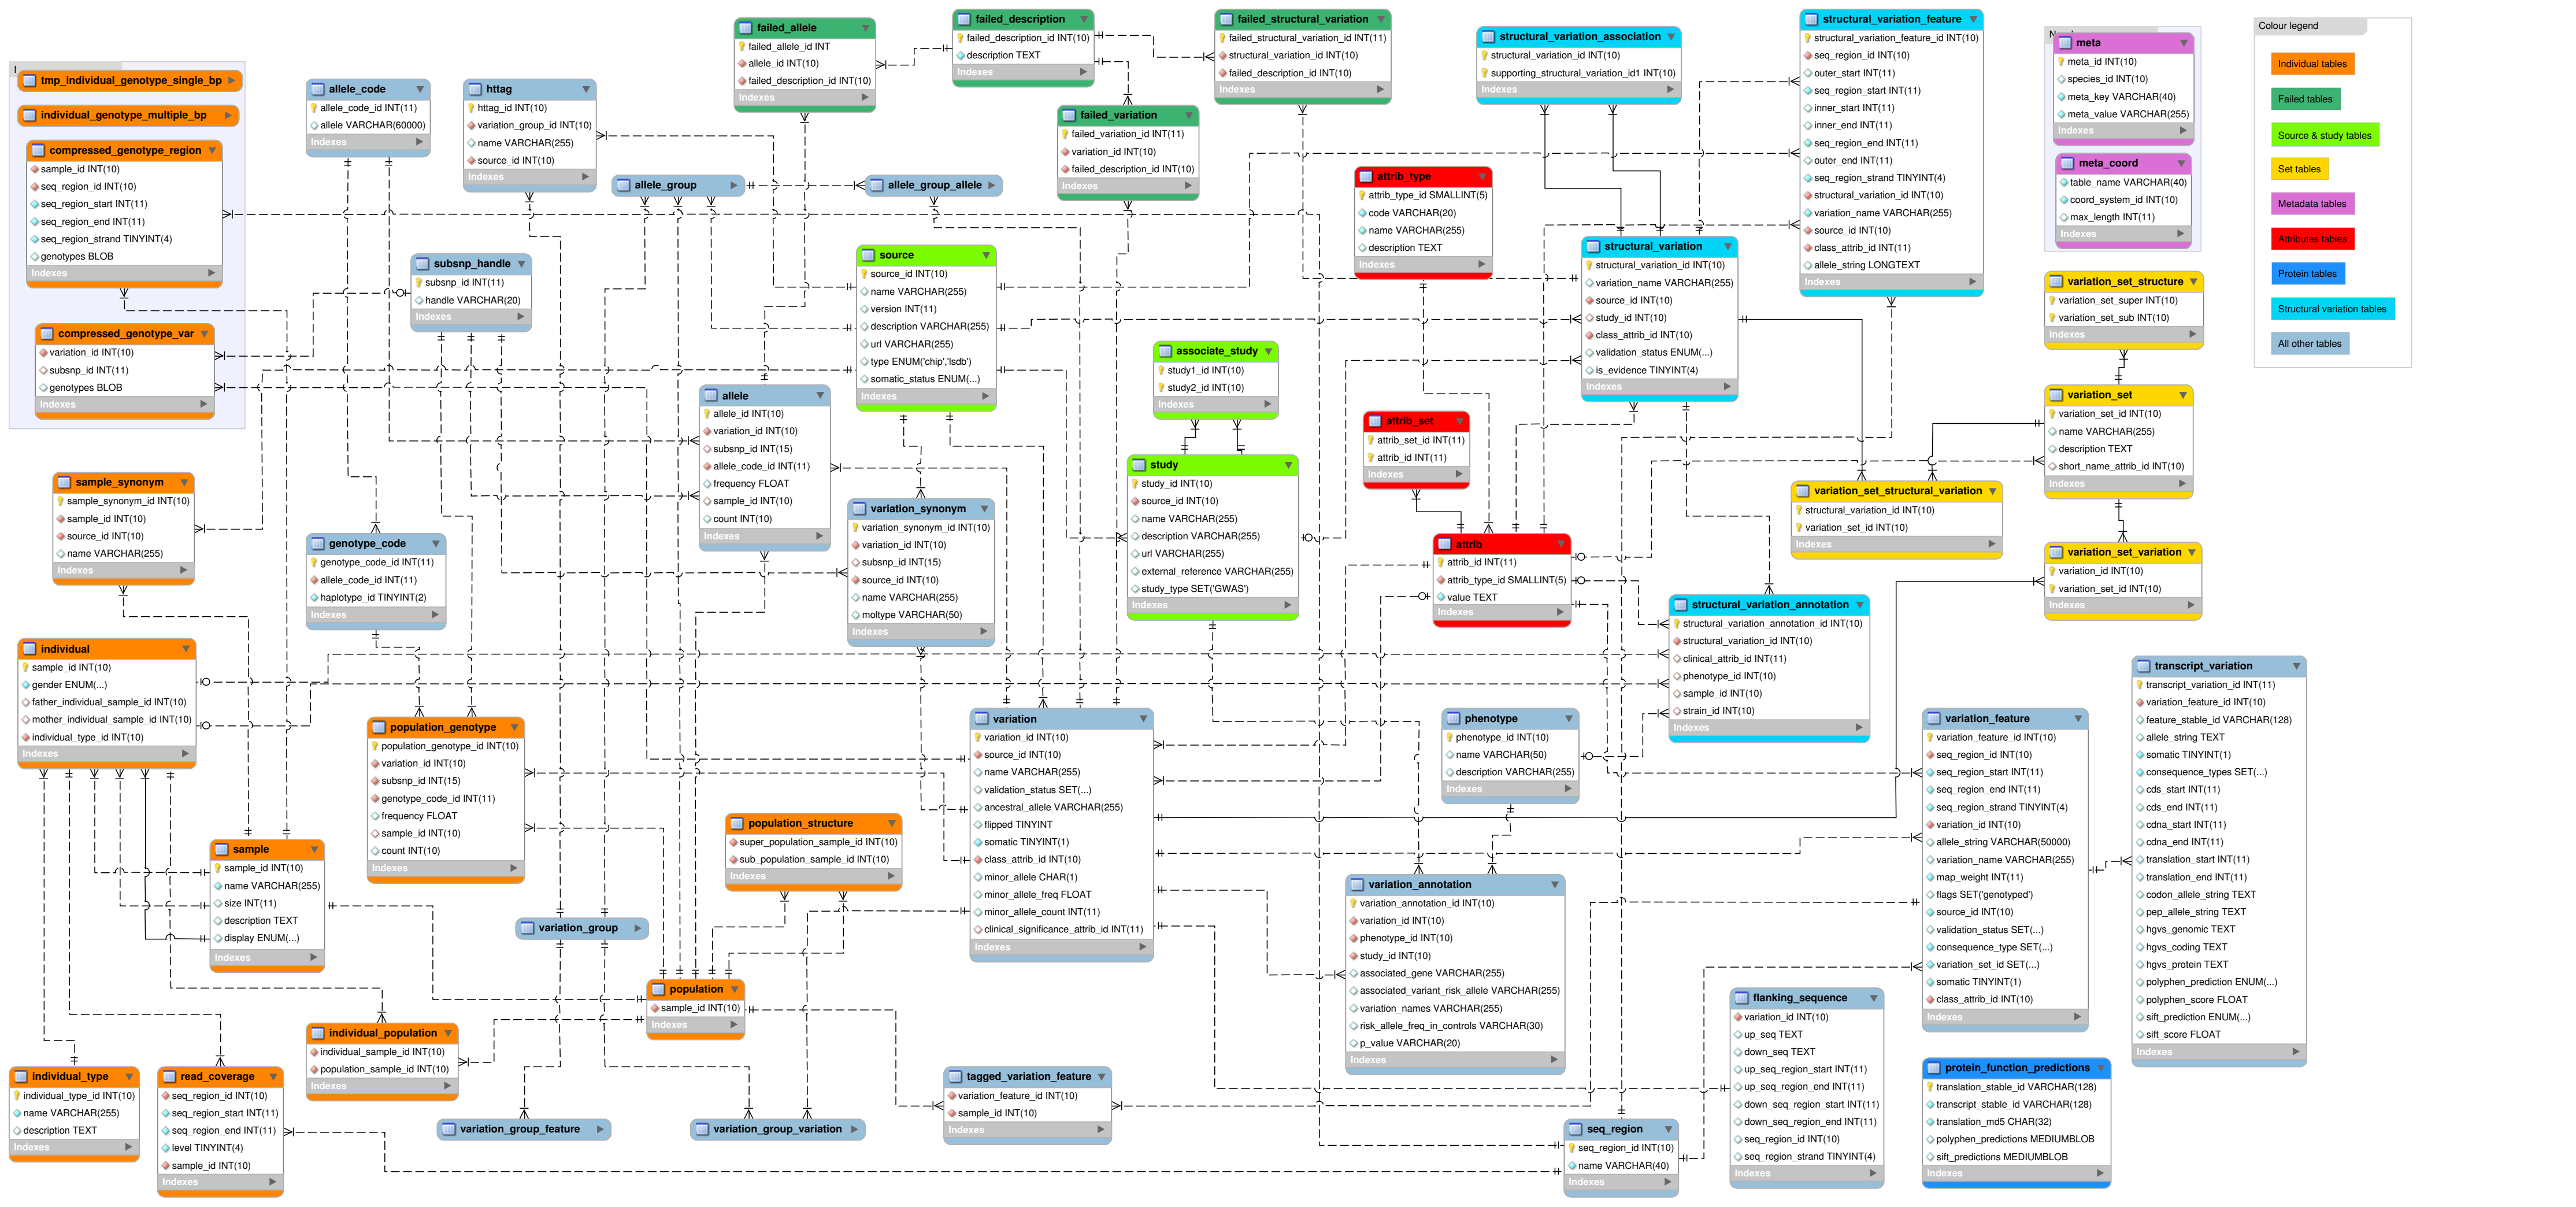 tmp_individual_genotype_single_bp
individual_genotype_multiple_bp
compressed_genotype_region
sample_id INT(10)
seq_region_id INT(10)
seq_region_start INT(11)
seq_region_end INT(11)
seq_region_strand TINYINT(4)
genotypes BLOB
Indexes
compressed_genotype_var
variation_id INT(10)
subsnp_id INT(11)
genotypes BLOB
Indexes
sample_synonym
sample_synonym_id INT(10)
sample_id INT(10)
source_id INT(10)
name VARCHAR(255)
Indexes
individual
sample_id INT(10)
gender ENUM(...)
father_individual_sample_id INT(10)
mother_individual_sample_id INT(10)
individual_type_id INT(10)
Indexes
individual_type
individual_type_id INT(10)
name VARCHAR(255)
description TEXT
Indexes
read_coverage
seq_region_id INT(10)
seq_region_start INT(11)
seq_region_end INT(11)
level TINYINT(4)
sample_id INT(10)
Indexes
sample
sample_id INT(10)
name VARCHAR(255)
size INT(11)
description TEXT
display ENUM(...)
Indexes
individual_population
individual_sample_id INT(10)
population_sample_id INT(10)
Indexes
allele_code
allele_code_id INT(11)
allele VARCHAR(60000)
Indexes
httag
httag_id INT(10)
variation_group_id INT(10)
name VARCHAR(255)
source_id INT(10)
Indexes
subsnp_handle
subsnp_id INT(11)
handle VARCHAR(20)
Indexes
genotype_code
genotype_code_id INT(11)
allele_code_id INT(11)
haplotype_id TINYINT(2)
Indexes
population_genotype
population_genotype_id INT(10)
variation_id INT(10)
subsnp_id INT(15)
genotype_code_id INT(11)
frequency FLOAT
sample_id INT(10)
count INT(10)
Indexes
variation_group
variation_group_feature
variation_group_variation
population
sample_id INT(10)
Indexes
population_structure
super_population_sample_id INT(10)
sub_population_sample_id INT(10)
Indexes
allele_group
allele_group_allele
failed_allele
failed_allele_id INT
allele_id INT(10)
failed_description_id INT(10)
Indexes
failed_description
failed_description_id INT(10)
description TEXT
Indexes
failed_variation
failed_variation_id INT(11)
variation_id INT(10)
failed_description_id INT(10)
Indexes
failed_structural_variation
failed_structural_variation_id INT(11)
structural_variation_id INT(10)
failed_description_id INT(10)
Indexes
source
source_id INT(10)
name VARCHAR(255)
version INT(11)
description VARCHAR(255)
url VARCHAR(255)
type ENUM('chip','lsdb')
somatic_status ENUM(...)
Indexes
allele
allele_id INT(10)
variation_id INT(10)
subsnp_id INT(15)
allele_code_id INT(11)
frequency FLOAT
sample_id INT(10)
count INT(10)
Indexes
variation_synonym
variation_synonym_id INT(10)
variation_id INT(10)
subsnp_id INT(15)
source_id INT(10)
name VARCHAR(255)
moltype VARCHAR(50)
Indexes
associate_study
study1_id INT(10)
study2_id INT(10)
Indexes
study
study_id INT(10)
source_id INT(10)
name VARCHAR(255)
description VARCHAR(255)
url VARCHAR(255)
external_reference VARCHAR(255)
study_type SET('GWAS')
Indexes
variation
variation_id INT(10)
source_id INT(10)
name VARCHAR(255)
validation_status SET(...)
ancestral_allele VARCHAR(255)
flipped TINYINT
somatic TINYINT(1)
class_attrib_id INT(10)
minor_allele CHAR(1)
minor_allele_freq FLOAT
minor_allele_count INT(11)
clinical_significance_attrib_id INT(11)
Indexes
tagged_variation_feature
variation_feature_id INT(10)
sample_id INT(10)
Indexes
structural_variation_association
structural_variation_id INT(10)
supporting_structural_variation_id1 INT(10)
Indexes
attrib_type
attrib_type_id SMALLINT(5)
code VARCHAR(20)
name VARCHAR(255)
description TEXT
Indexes
attrib_set
attrib_set_id INT(11)
attrib_id INT(11)
Indexes
attrib
attrib_id INT(11)
attrib_type_id SMALLINT(5)
value TEXT
Indexes
phenotype
phenotype_id INT(10)
name VARCHAR(50)
description VARCHAR(255)
Indexes
variation_annotation
variation_annotation_id INT(10)
variation_id INT(10)
phenotype_id INT(10)
study_id INT(10)
associated_gene VARCHAR(255)
associated_variant_risk_allele VARCHAR(255)
variation_names VARCHAR(255)
risk_allele_freq_in_controls VARCHAR(30)
p_value VARCHAR(20)
Indexes
seq_region
seq_region_id INT(10)
name VARCHAR(40)
Indexes
structural_variation
structural_variation_id INT(10)
variation_name VARCHAR(255)
source_id INT(10)
study_id INT(10)
class_attrib_id INT(10)
validation_status ENUM(...)
is_evidence TINYINT(4)
Indexes
structural_variation_feature
structural_variation_feature_id INT(10)
seq_region_id INT(10)
outer_start INT(11)
seq_region_start INT(11)
inner_start INT(11)
inner_end INT(11)
seq_region_end INT(11)
outer_end INT(11)
seq_region_strand TINYINT(4)
structural_variation_id INT(10)
variation_name VARCHAR(255)
source_id INT(10)
class_attrib_id INT(11)
allele_string LONGTEXT
Indexes
structural_variation_annotation
structural_variation_annotation_id INT(10)
structural_variation_id INT(10)
clinical_attrib_id INT(11)
phenotype_id INT(10)
sample_id INT(10)
strain_id INT(10)
Indexes
variation_set_structural_variation
structural_variation_id INT(10)
variation_set_id INT(10)
Indexes
flanking_sequence
variation_id INT(10)
up_seq TEXT
down_seq TEXT
up_seq_region_start INT(11)
up_seq_region_end INT(11)
down_seq_region_start INT(11)
down_seq_region_end INT(11)
seq_region_id INT(10)
seq_region_strand TINYINT(4)
Indexes
variation_feature
variation_feature_id INT(10)
seq_region_id INT(10)
seq_region_start INT(11)
seq_region_end INT(11)
seq_region_strand TINYINT(4)
variation_id INT(10)
allele_string VARCHAR(50000)
variation_name VARCHAR(255)
map_weight INT(11)
flags SET('genotyped')
source_id INT(10)
validation_status SET(...)
consequence_type SET(...)
variation_set_id SET(...)
somatic TINYINT(1)
class_attrib_id INT(10)
Indexes
protein_function_predictions
translation_stable_id VARCHAR(128)
transcript_stable_id VARCHAR(128)
translation_md5 CHAR(32)
polyphen_predictions MEDIUMBLOB
sift_predictions MEDIUMBLOB
Indexes
meta
meta_id INT(10)
species_id INT(10)
meta_key VARCHAR(40)
meta_value VARCHAR(255)
Indexes
meta_coord
table_name VARCHAR(40)
coord_system_id INT(10)
max_length INT(11)
Indexes
variation_set_structure
variation_set_super INT(10)
variation_set_sub INT(10)
Indexes
variation_set
variation_set_id INT(10)
name VARCHAR(255)
description TEXT
short_name_attrib_id INT(10)
Indexes
variation_set_variation
variation_id INT(10)
variation_set_id INT(10)
Indexes
transcript_variation
transcript_variation_id INT(11)
variation_feature_id INT(10)
feature_stable_id VARCHAR(128)
allele_string TEXT
somatic TINYINT(1)
consequence_types SET(...)
cds_start INT(11)
cds_end INT(11)
cdna_start INT(11)
cdna_end INT(11)
translation_start INT(11)
translation_end INT(11)
codon_allele_string TEXT
pep_allele_string TEXT
hgvs_genomic TEXT
hgvs_coding TEXT
hgvs_protein TEXT
polyphen_prediction ENUM(...)
polyphen_score FLOAT
sift_prediction ENUM(...)
sift_score FLOAT
Indexes
Colour legend
Individual tables
Failed tables
Source & study tables
Set tables
Metadata tables
Attributes tables
Protein tables
Structural variation tables
All other tables